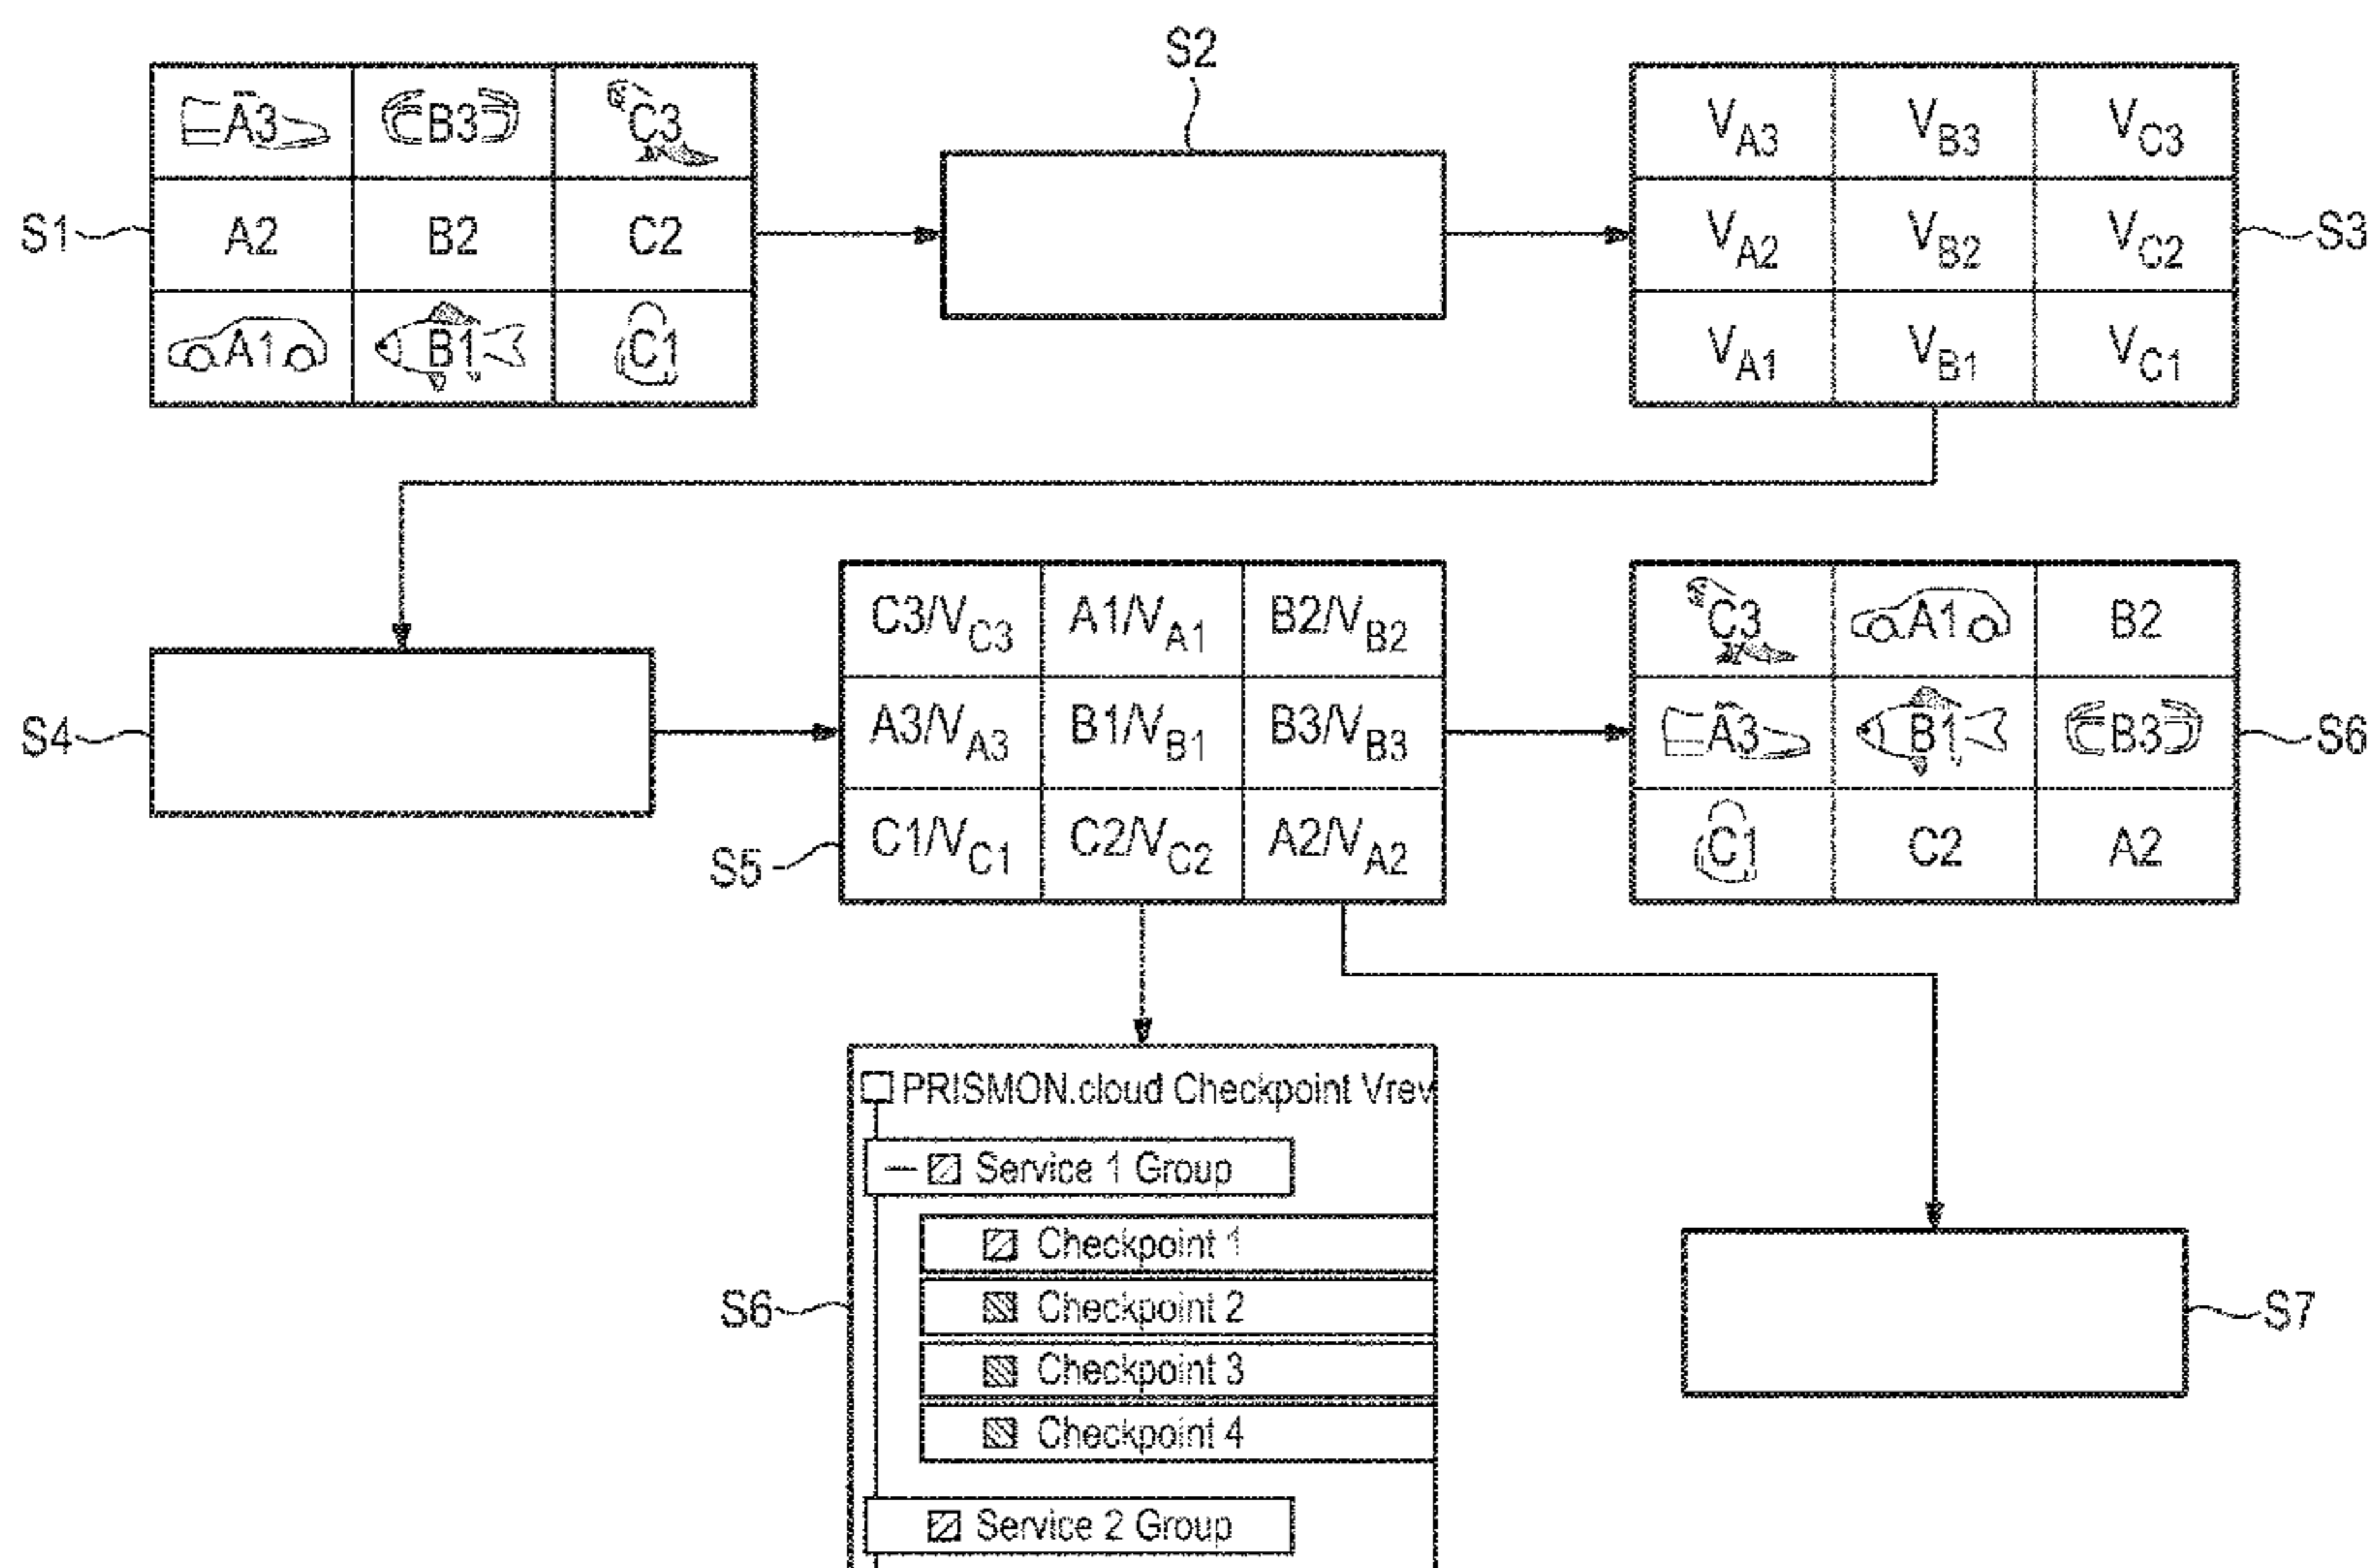 S2
A3 B3 C3
V_A3 V_B3 V_C3
S1 A2 B2 C2
V_A2 V_B2 V_C2 S3
A1 B1 C1
V_A1 V_B1 V_C1
C3/V_C3 A1/V_A1 B2/V_B2
C3 A1 B2
S4
A3/V_A3 B1/V_B1 B3/V_B3
A3 B1 B3 S6
S5 C1/V_C1 C2/V_C2 A2/V_A2
C1 C2 A2
PRISMON.cloud Checkpoint Vrev
Service 1 Group
Checkpoint 1
S6 Checkpoint 2
S7
Checkpoint 3
Checkpoint 4
Service 2 Group